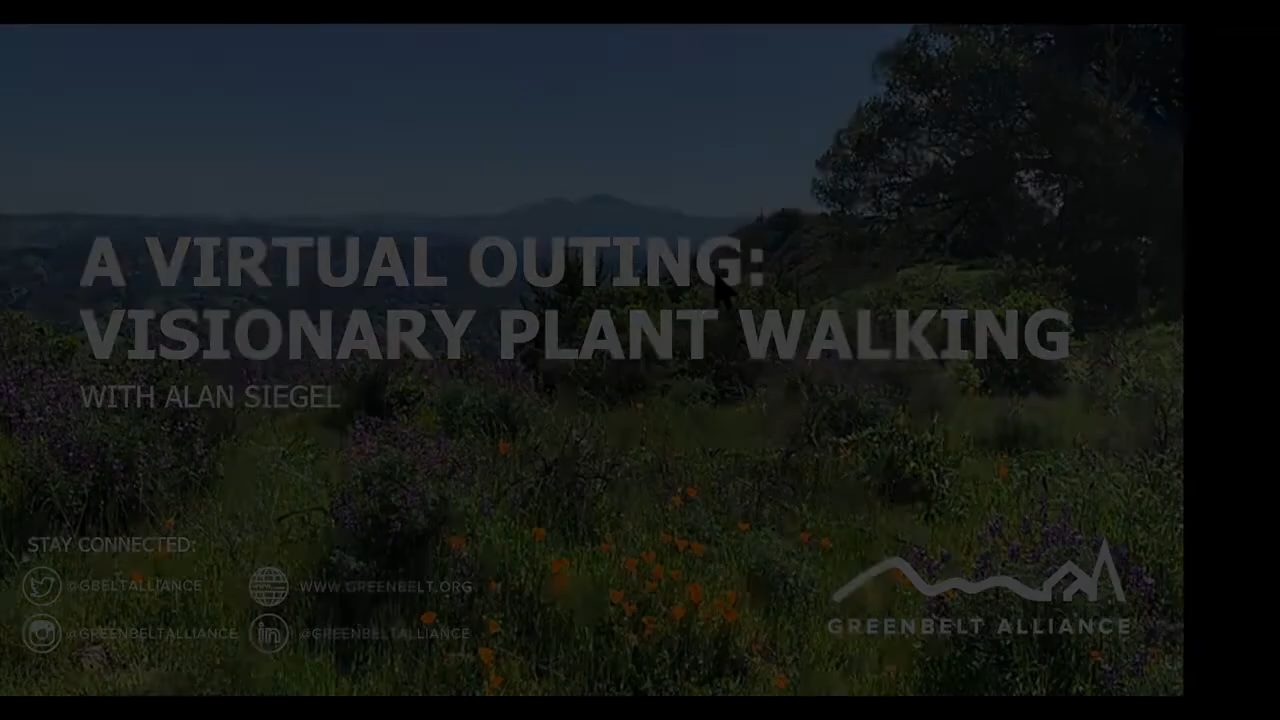 A VIRTUAL OUTING:
VISIONARY PLANT WALKING
WITH ALAN SIEGEL
STAY CONNECTED:
@GBELTALLIANCE
WWW.GREENBELT.ORG
@GREENBELTALLIANCE
@GREENBELTALLIANCE
GREENBELT ALLIANCE